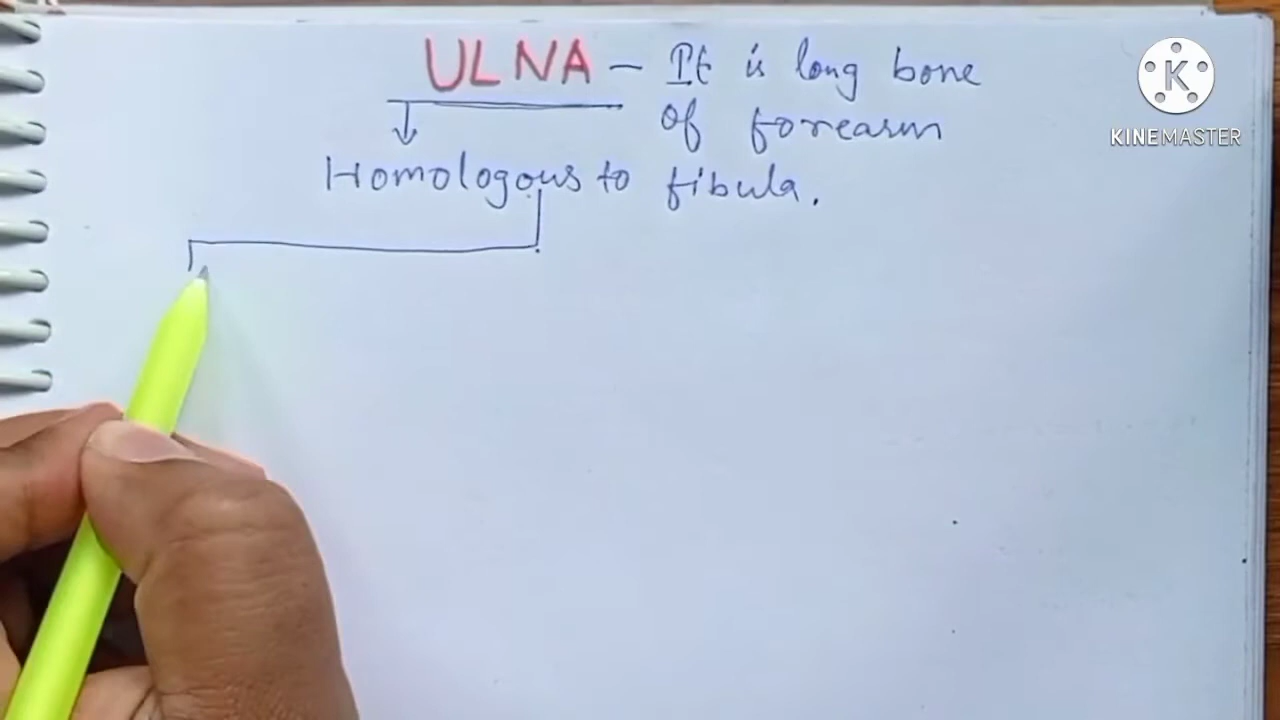 ULNA - It is long bone
of forearm
Homologous to fibula.
K
KINEMASTER